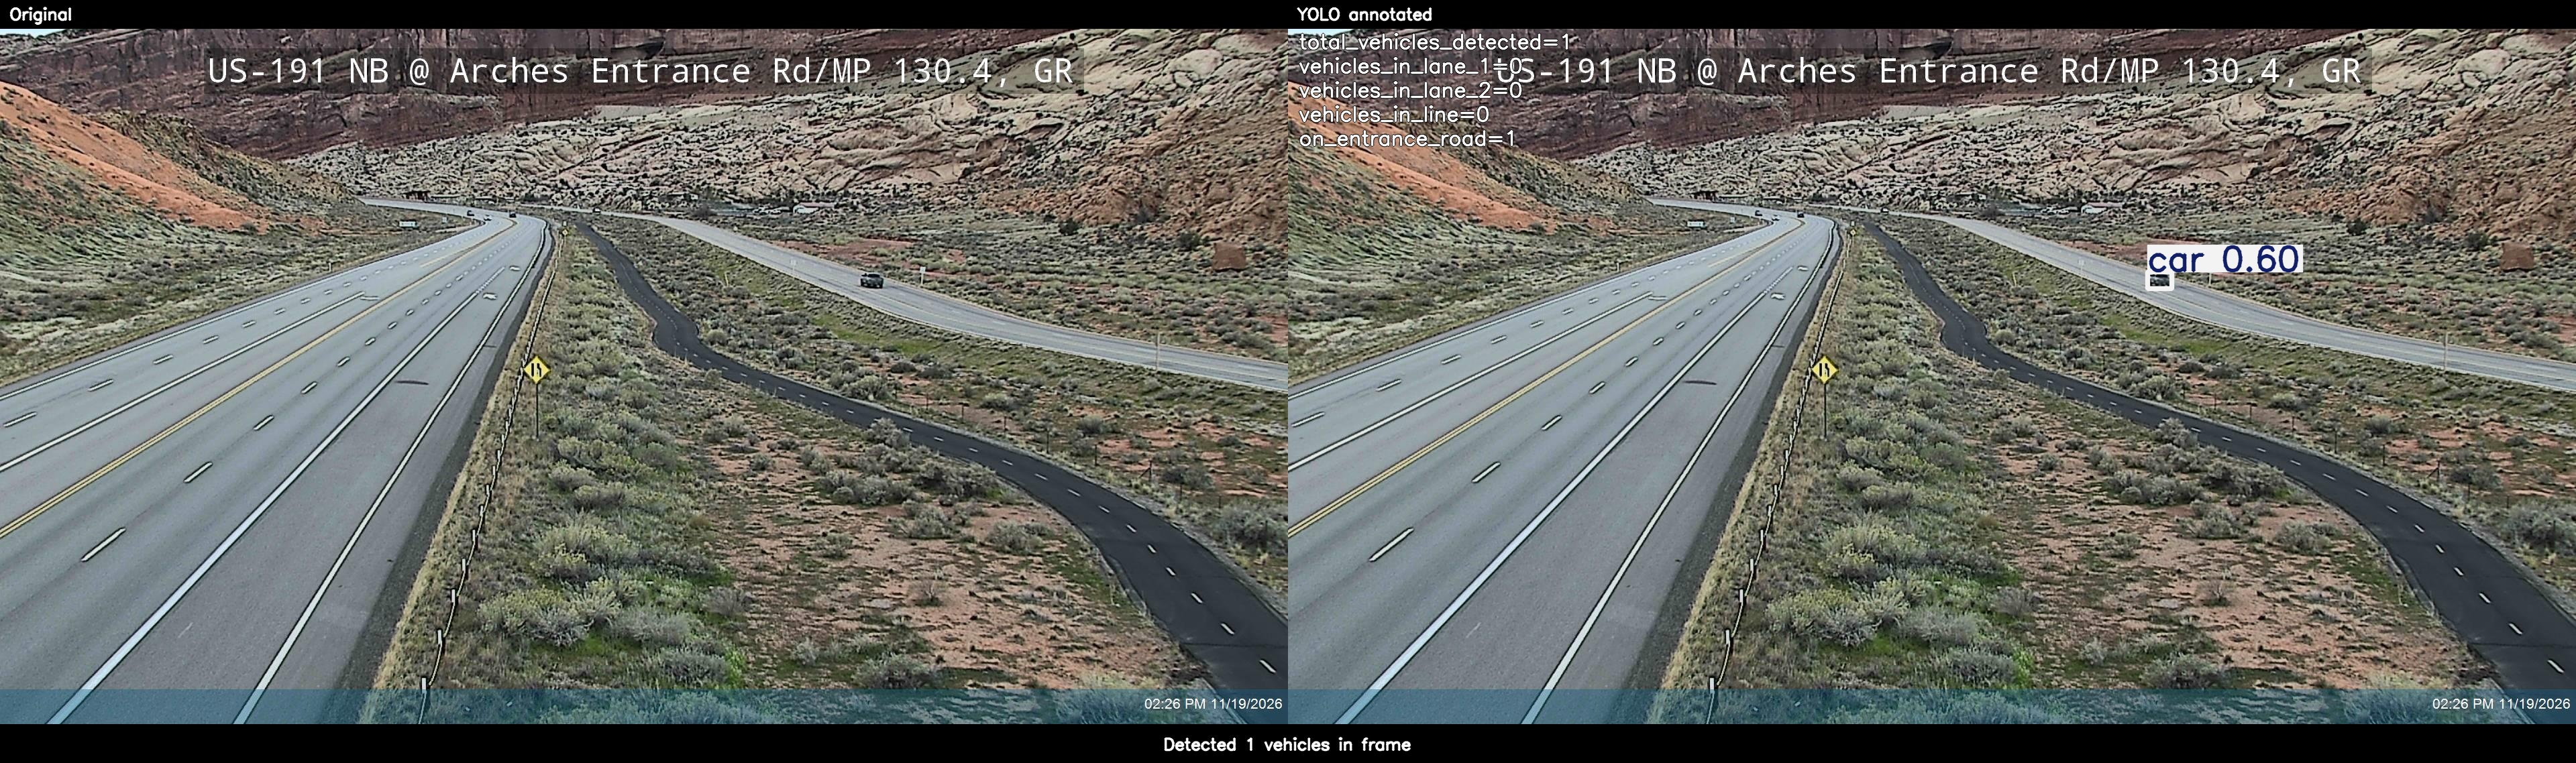 Original
US-191 NB @ Arches Entrance Rd/MP 130.4, GR
02:26 PM 11/19/2026
YOLO annotated
total_vehicles_detected=1
vehicles_in_lane_1=0
US-191 NB @ Arches Entrance Rd/MP 130.4, GR
vehicles_in_lane_2=0
vehicles_in_line=0
on_entrance_road=1
car 0.60
02:26 PM 11/19/2026
Detected 1 vehicles in frame